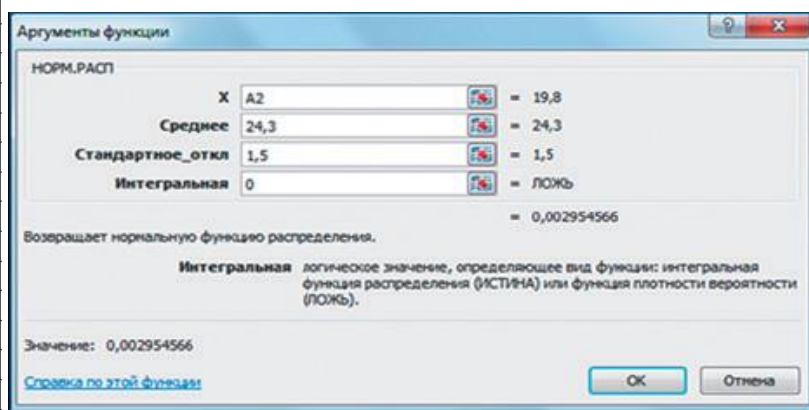 Аргументы функции
НОРМ.РАСП
X A2 = 19,8
Среднее 24,3 = 24,3
Стандартное_откл 1,5 = 1,5
Интегральная 0 = ЛОЖЬ
= 0,002954566
Возвращает нормальную функцию распределения.
Интегральная логическое значение, определяющее вид функции: интегральная
функция распределения (ИСТИНА) или функция плотности вероятности
(ЛОЖЬ).
Значение: 0,002954566
Справка по этой функции
ОК
Отмена